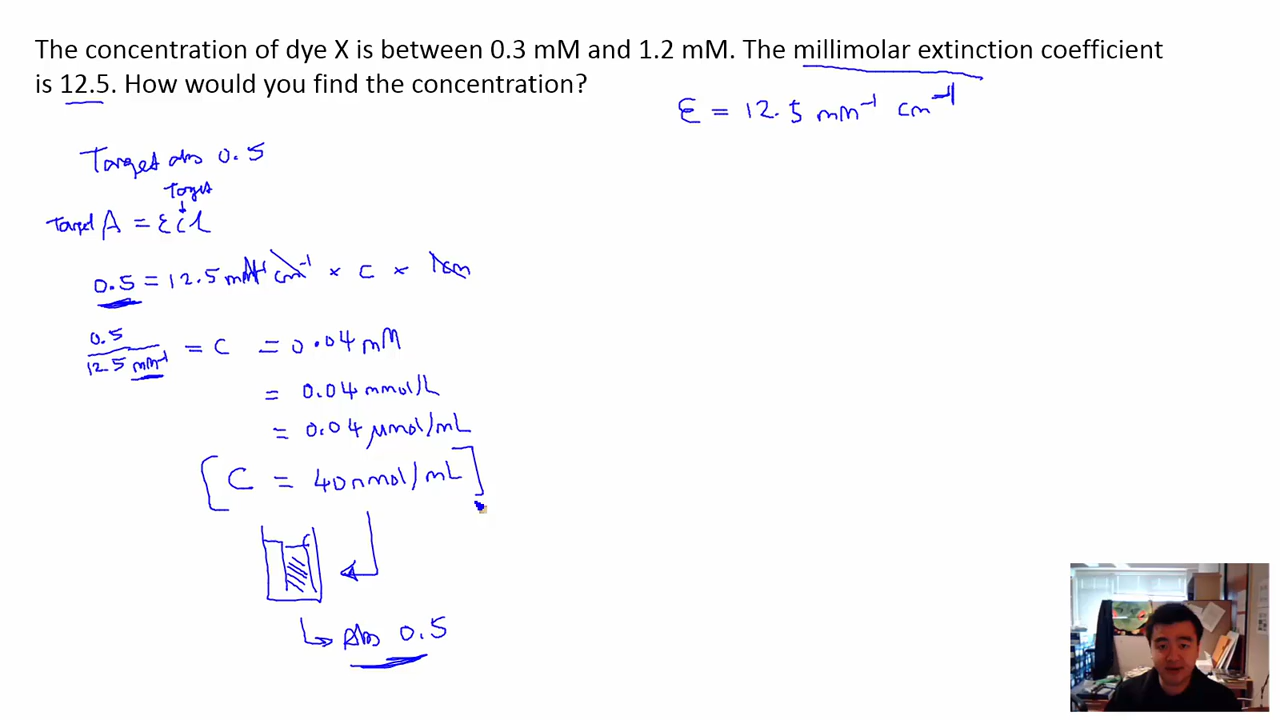 The concentration of dye X is between 0.3 mM and 1.2 mM. The millimolar extinction coefficient
is 12.5. How would you find the concentration?
ε = 12.5 mM⁻¹ cm⁻¹
Target abs 0.5
Target
Target A = εcl
0.5 = 12.5 mM⁻¹ cm⁻¹ × C × 1cm
0.5
12.5 mM⁻¹
= C = 0.04 mM
= 0.04 mmol/L
= 0.04 μmol/mL
[C = 40nmol/mL]
↳ Abs 0.5